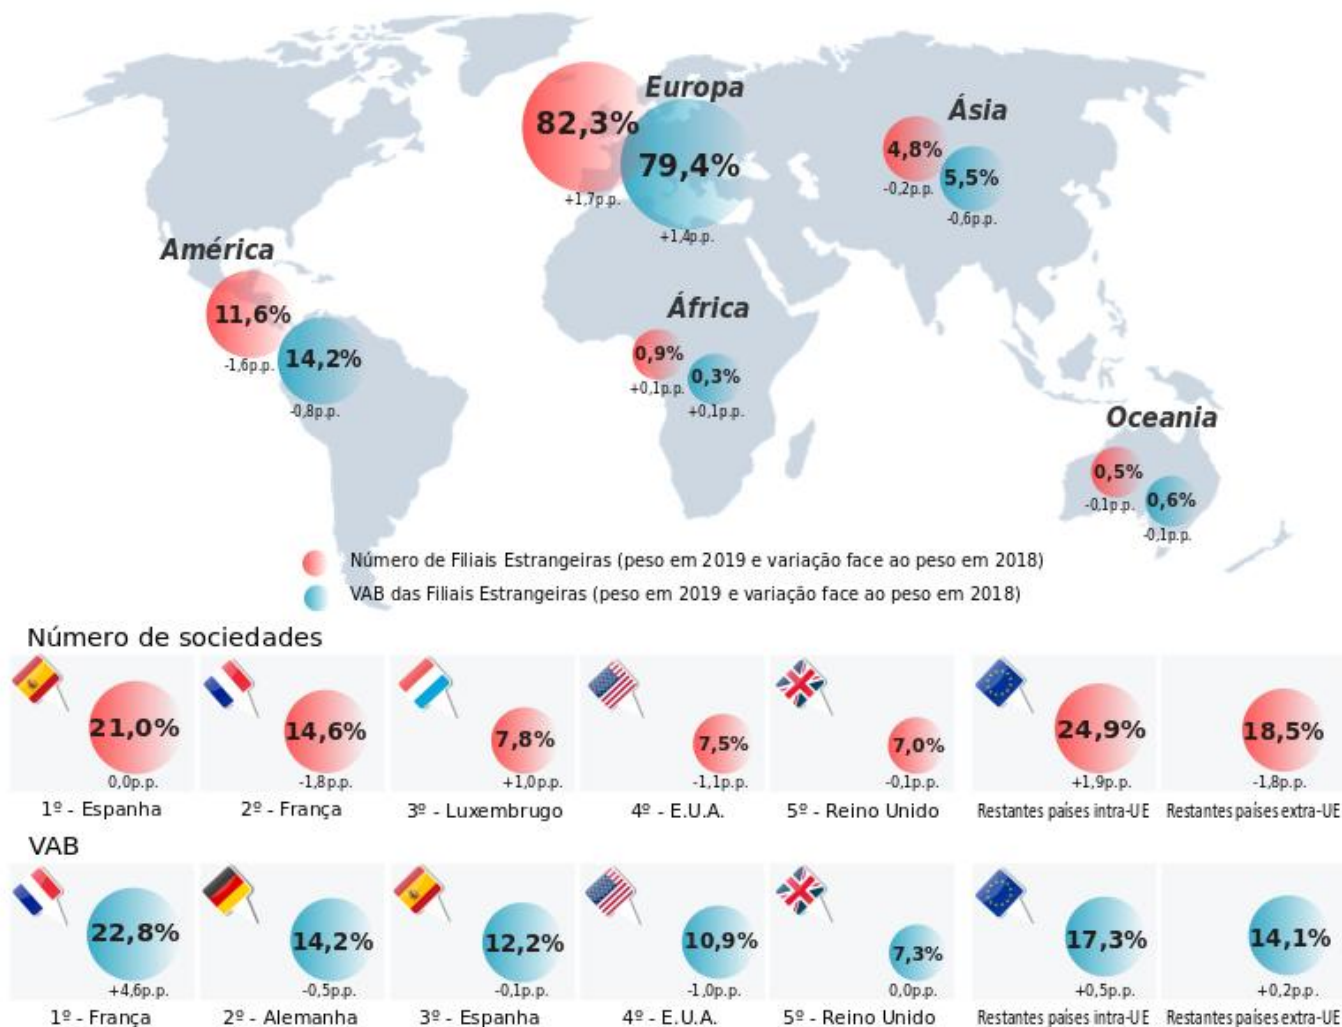 Europa
82,3%
79,4%
+1,7p.p.
+1,4p.p.
Ásia
4,8%
5,5%
-0,2p.p.
-0,6p.p.
América
11,6%
14,2%
-1,6p.p.
-0,8p.p.
África
0,9%
0,3%
+0,1p.p.
+0,1p.p.
Oceania
0,5%
0,6%
-0,1p.p.
-0,1p.p.
Número de Filiais Estrangeiras (peso em 2019 e variação face ao peso em 2018)
VAB das Filiais Estrangeiras (peso em 2019 e variação face ao peso em 2018)
Número de sociedades
21,0% 14,6% 7,8% 7,5% 7,0% 24,9% 18,5%
0,0p.p. -1,8p.p. +1,0p.p. -1,1p.p. -0,1p.p. +1,9p.p. -1,8p.p.
1º - Espanha 2º - França 3º - Luxembrugo 4º - E.U.A. 5º - Reino Unido Restantes países intra-UE Restantes países extra-UE
VAB
22,8% 14,2% 12,2% 10,9% 7,3% 17,3% 14,1%
+4,6p.p. -0,5p.p. -0,1p.p. -1,0p.p. 0,0p.p. +0,5p.p. +0,2p.p.
1º - França 2º - Alemanha 3º - Espanha 4º - E.U.A. 5º - Reino Unido Restantes países intra-UE Restantes países extra-UE